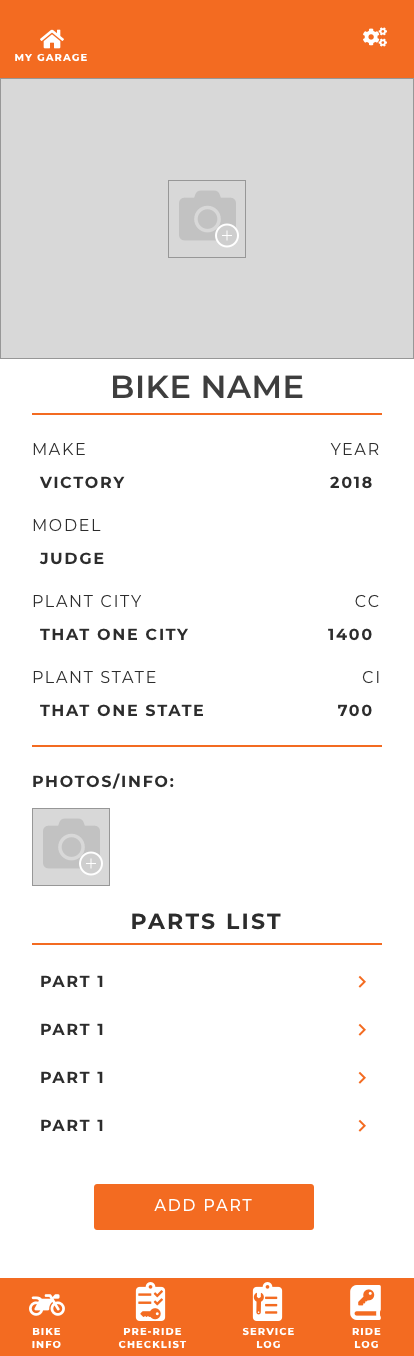 MY GARAGE
BIKE NAME
MAKE YEAR
VICTORY 2018
MODEL
JUDGE
PLANT CITY CC
THAT ONE CITY 1400
PLANT STATE CI
THAT ONE STATE 700
PHOTOS/INFO:
PARTS LIST
PART 1
PART 1
PART 1
PART 1
ADD PART
BIKE INFO
PRE-RIDE CHECKLIST
SERVICE LOG
RIDE LOG